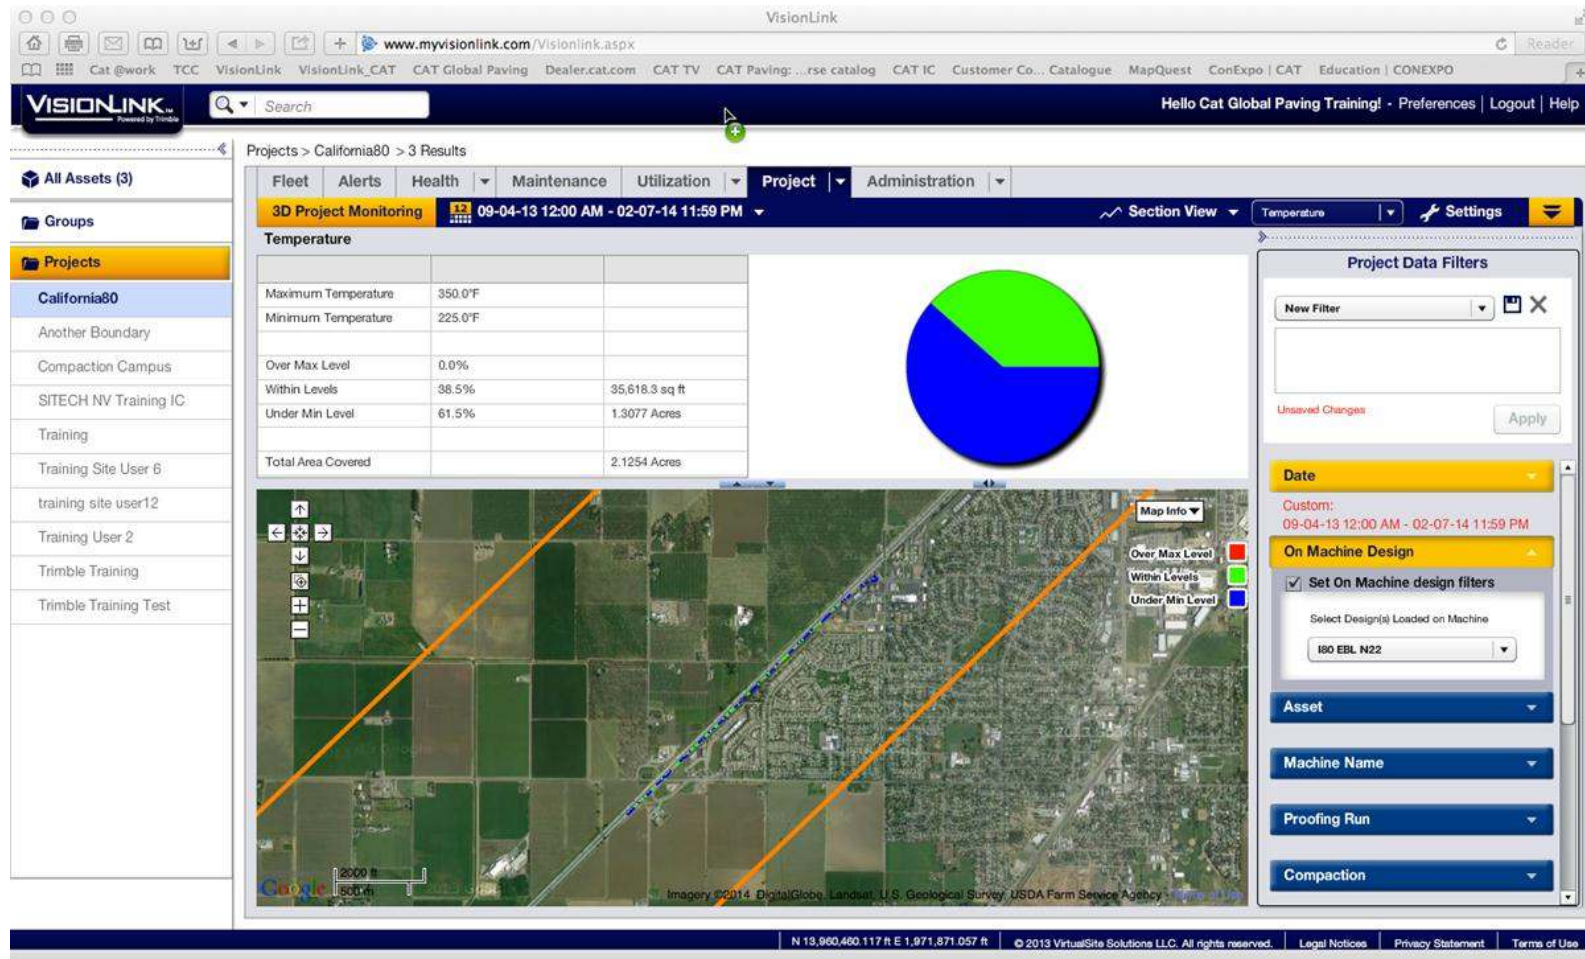 VisionLink
www.myvisionlink.com/Visionlink.aspx
Reader
Cat @work TCC VisionLink VisionLink_CAT CAT Global Paving Dealer.cat.com CAT TV CAT Paving: ...rse catalog CAT IC Customer Co... Catalogue MapQuest ConExpo | CAT Education | CONEXPO
VISIONLINK™
Powered by Trimble
Search
Hello Cat Global Paving Training! - Preferences | Logout | Help
Projects > California80 > 3 Results
All Assets (3)
Groups
Projects
California80
Another Boundary
Compaction Campus
SITECH NV Training IC
Training
Training Site User 6
training site user12
Training User 2
Trimble Training
Trimble Training Test
Fleet Alerts Health Maintenance Utilization Project Administration
3D Project Monitoring 12 09-04-13 12:00 AM - 02-07-14 11:59 PM Section View Temperature Settings
Temperature
Maximum Temperature 350.0°F
Minimum Temperature 225.0°F
Over Max Level 0.0%
Within Levels 38.5% 35,618.3 sq ft
Under Min Level 61.5% 1.3077 Acres
Total Area Covered 2.1254 Acres
Map Info
Over Max Level
Within Levels
Under Min Level
2000 ft
500 m
Google
Imagery ©2014 DigitalGlobe, Landsat, U.S. Geological Survey, USDA Farm Service Agency - Terms of Use
Project Data Filters
New Filter
Unsaved Changes
Apply
Date
Custom:
09-04-13 12:00 AM - 02-07-14 11:59 PM
On Machine Design
Set On Machine design filters
Select Design(s) Loaded on Machine
I80 EBL N22
Asset
Machine Name
Proofing Run
Compaction
N 13,960,460.117 ft E 1,971,871.057 ft © 2013 VirtualSite Solutions LLC. All rights reserved. Legal Notices Privacy Statement Terms of Use